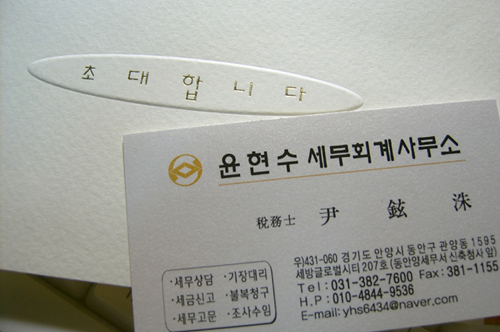 초대합니다
윤현수 세무회계사무소
稅務士 尹鉉洙
우)431-060 경기도 안양시 동안구 관양동 1595
세방글로벌시티 207호 (동안양세무서 신축청사 앞)
Tel : 031-382-7600 Fax : 381-1155
H.P : 010-4844-9536
E-mail : yhs6434@naver.com
·세무상담 ·기장대리
·세금신고 ·불복청구
·세무고문 ·조사수임